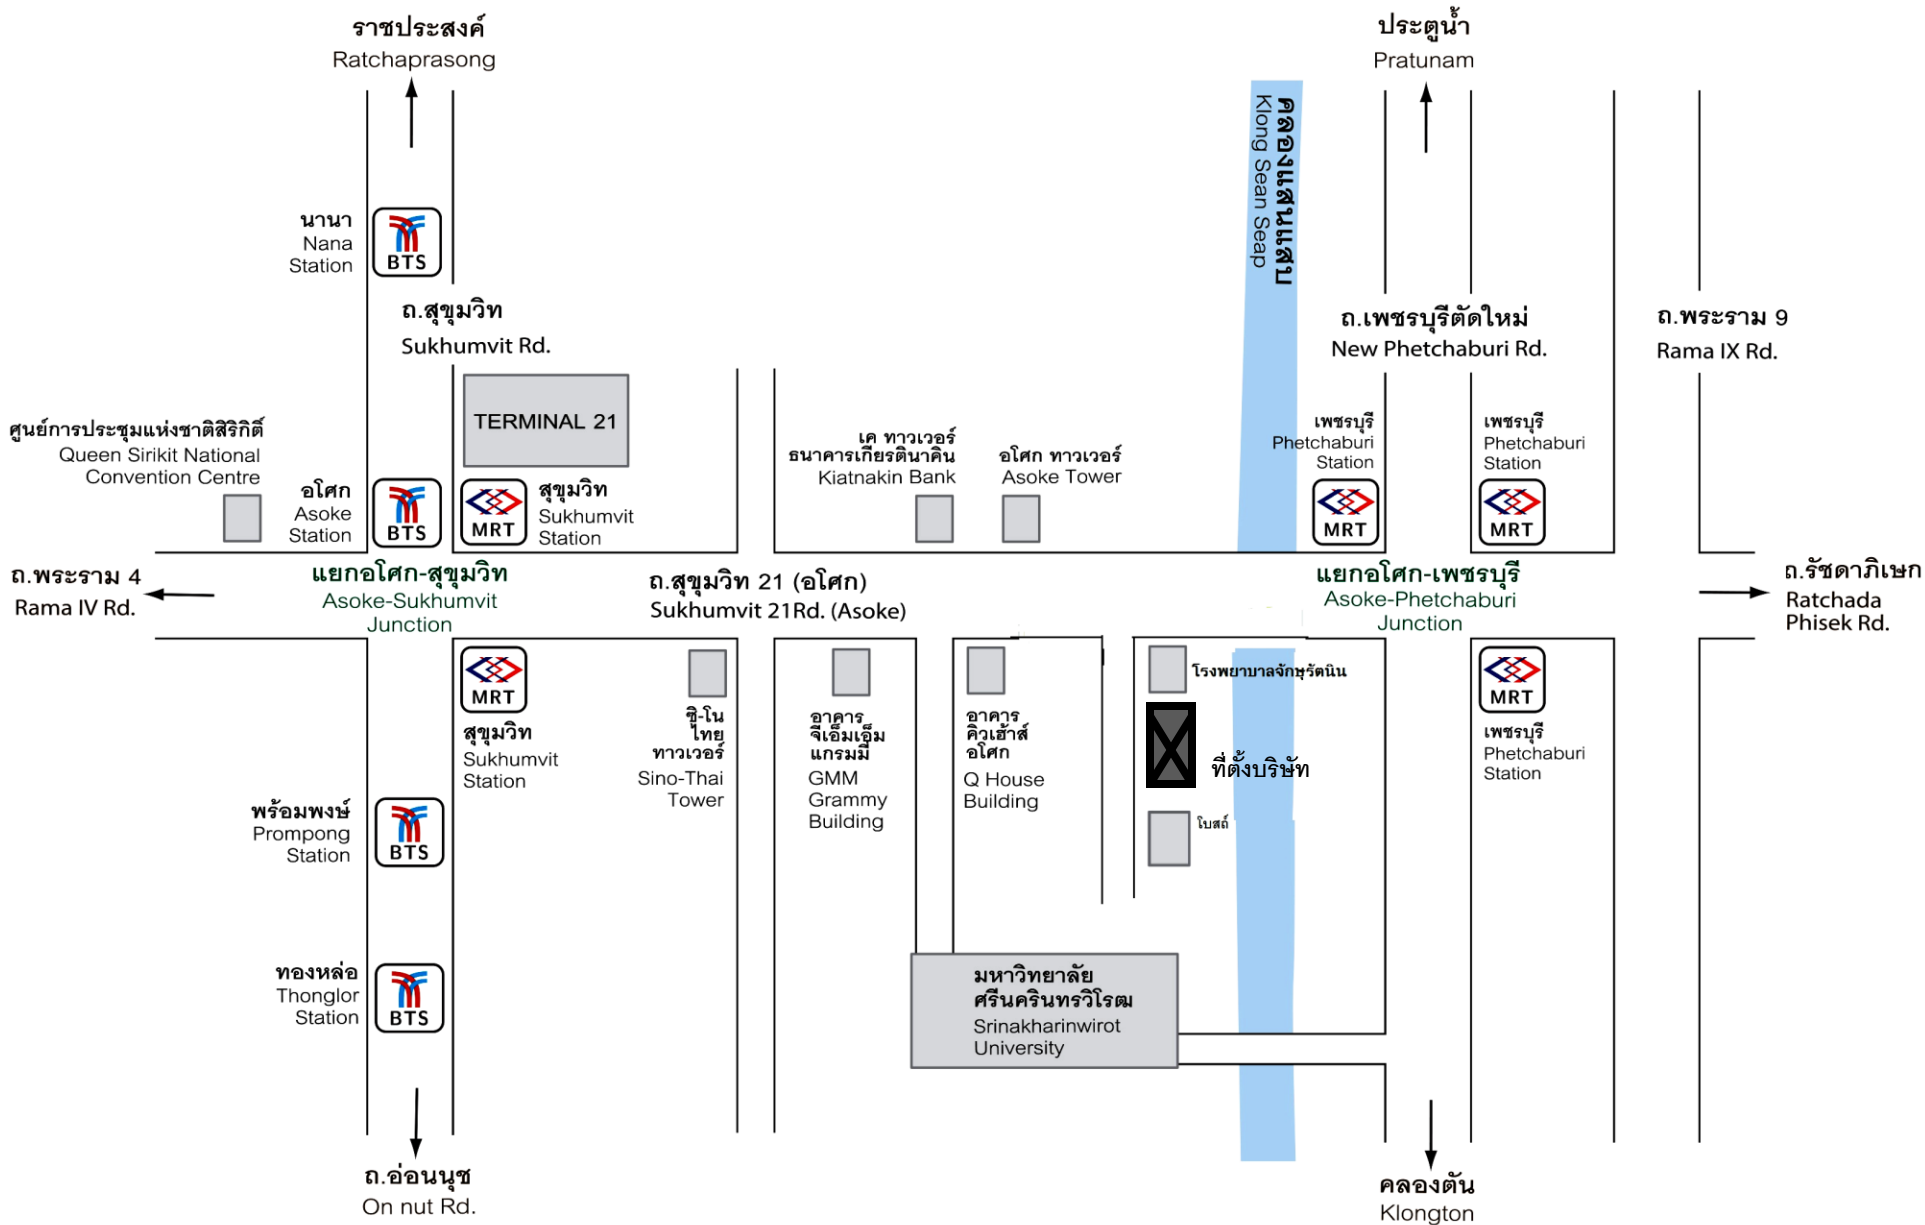 ราชประสงค์
Ratchaprasong
ประตูน้ำ
Pratunam
คลองแสนแสบ
Klong Sean Seap
นานา
Nana
Station
BTS
ถ.สุขุมวิท
Sukhumvit Rd.
ถ.เพชรบุรีตัดใหม่
New Phetchaburi Rd.
ถ.พระราม 9
Rama IX Rd.
TERMINAL 21
ศูนย์การประชุมแห่งชาติสิริกิติ์
Queen Sirikit National
Convention Centre
อโศก
Asoke
Station
BTS
MRT
สุขุมวิท
Sukhumvit
Station
เค ทาวเวอร์
ธนาคารเกียรตินาคิน
Kiatnakin Bank
อโศก ทาวเวอร์
Asoke Tower
เพชรบุรี
Phetchaburi
Station
MRT
เพชรบุรี
Phetchaburi
Station
MRT
ถ.พระราม 4
Rama IV Rd.
แยกอโศก-สุขุมวิท
Asoke-Sukhumvit
Junction
ถ.สุขุมวิท 21 (อโศก)
Sukhumvit 21Rd. (Asoke)
แยกอโศก-เพชรบุรี
Asoke-Phetchaburi
Junction
ถ.รัชดาภิเษก
Ratchada
Phisek Rd.
MRT
สุขุมวิท
Sukhumvit
Station
ซิ-โน
ไทย
ทาวเวอร์
Sino-Thai
Tower
อาคาร
จีเอ็มเอ็ม
แกรมมี่
GMM
Grammy
Building
อาคาร
คิวเฮ้าส์
อโศก
Q House
Building
โรงพยาบาลจักษุรัตนิน
ที่ตั้งบริษัท
โบสถ์
MRT
เพชรบุรี
Phetchaburi
Station
พร้อมพงษ์
Prompong
Station
BTS
ทองหล่อ
Thonglor
Station
BTS
มหาวิทยาลัย
ศรีนครินทรวิโรฒ
Srinakharinwirot
University
ถ.อ่อนนุช
On nut Rd.
คลองตัน
Klongton